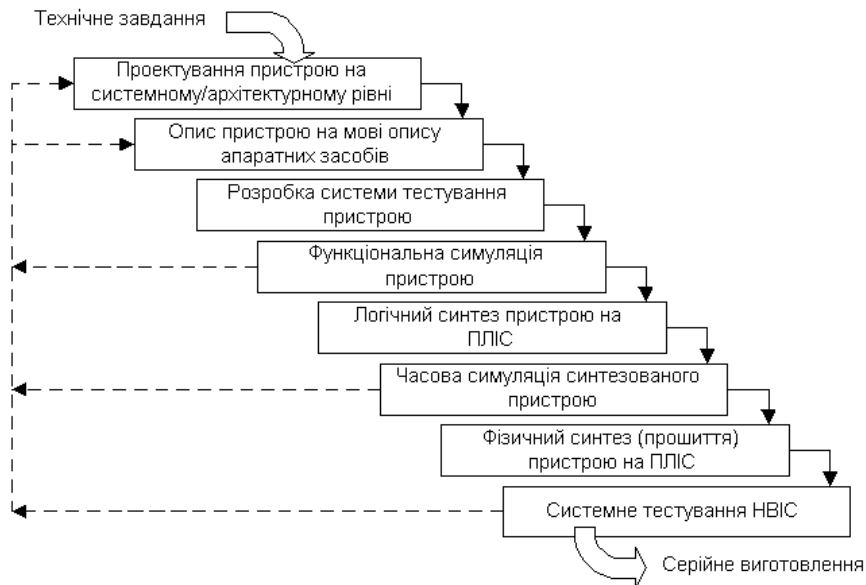 Технічне завдання
Проектування пристрою на
системному/архітектурному рівні
Опис пристрою на мові опису
апаратних засобів
Розробка системи тестування
пристрою
Функціональна симуляція
пристрою
Логічний синтез пристрою на
ПЛІС
Часова симуляція синтезованого
пристрою
Фізичний синтез (прошиття)
пристрою на ПЛІС
Системне тестування НВІС
Серійне виготовлення